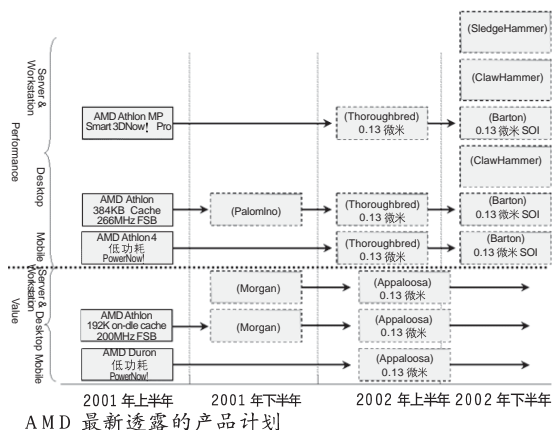 (SledgeHammer)
(ClawHammer)
Server &
Workstation
AMD Athlon MP
Smart 3DNow! Pro
(Thoroughbred)
0.13 微米
(Barton)
0.13 微米 SOI
Performance
(ClawHammer)
Desktop
AMD Athlon
384KB Cache
266MHz FSB
(PalomIno)
(Thoroughbred)
0.13 微米
(Barton)
0.13 微米 SOI
Mobile
AMD Athlon4
低功耗
PowerNow!
(Thoroughbred)
0.13 微米
(Barton)
0.13 微米 SOI
Server &
Workstation
(Morgan)
(Appaloosa)
0.13 微米
Value
Desktop
AMD Athlon
192K on-dle cache
200MHz FSB
(Morgan)
(Appaloosa)
0.13 微米
Mobile
AMD Duron
低功耗
PowerNow!
(Appaloosa)
0.13 微米
2001 年上半年
2001 年下半年
2002 年上半年
2002 年下半年
AMD 最新透露的产品计划